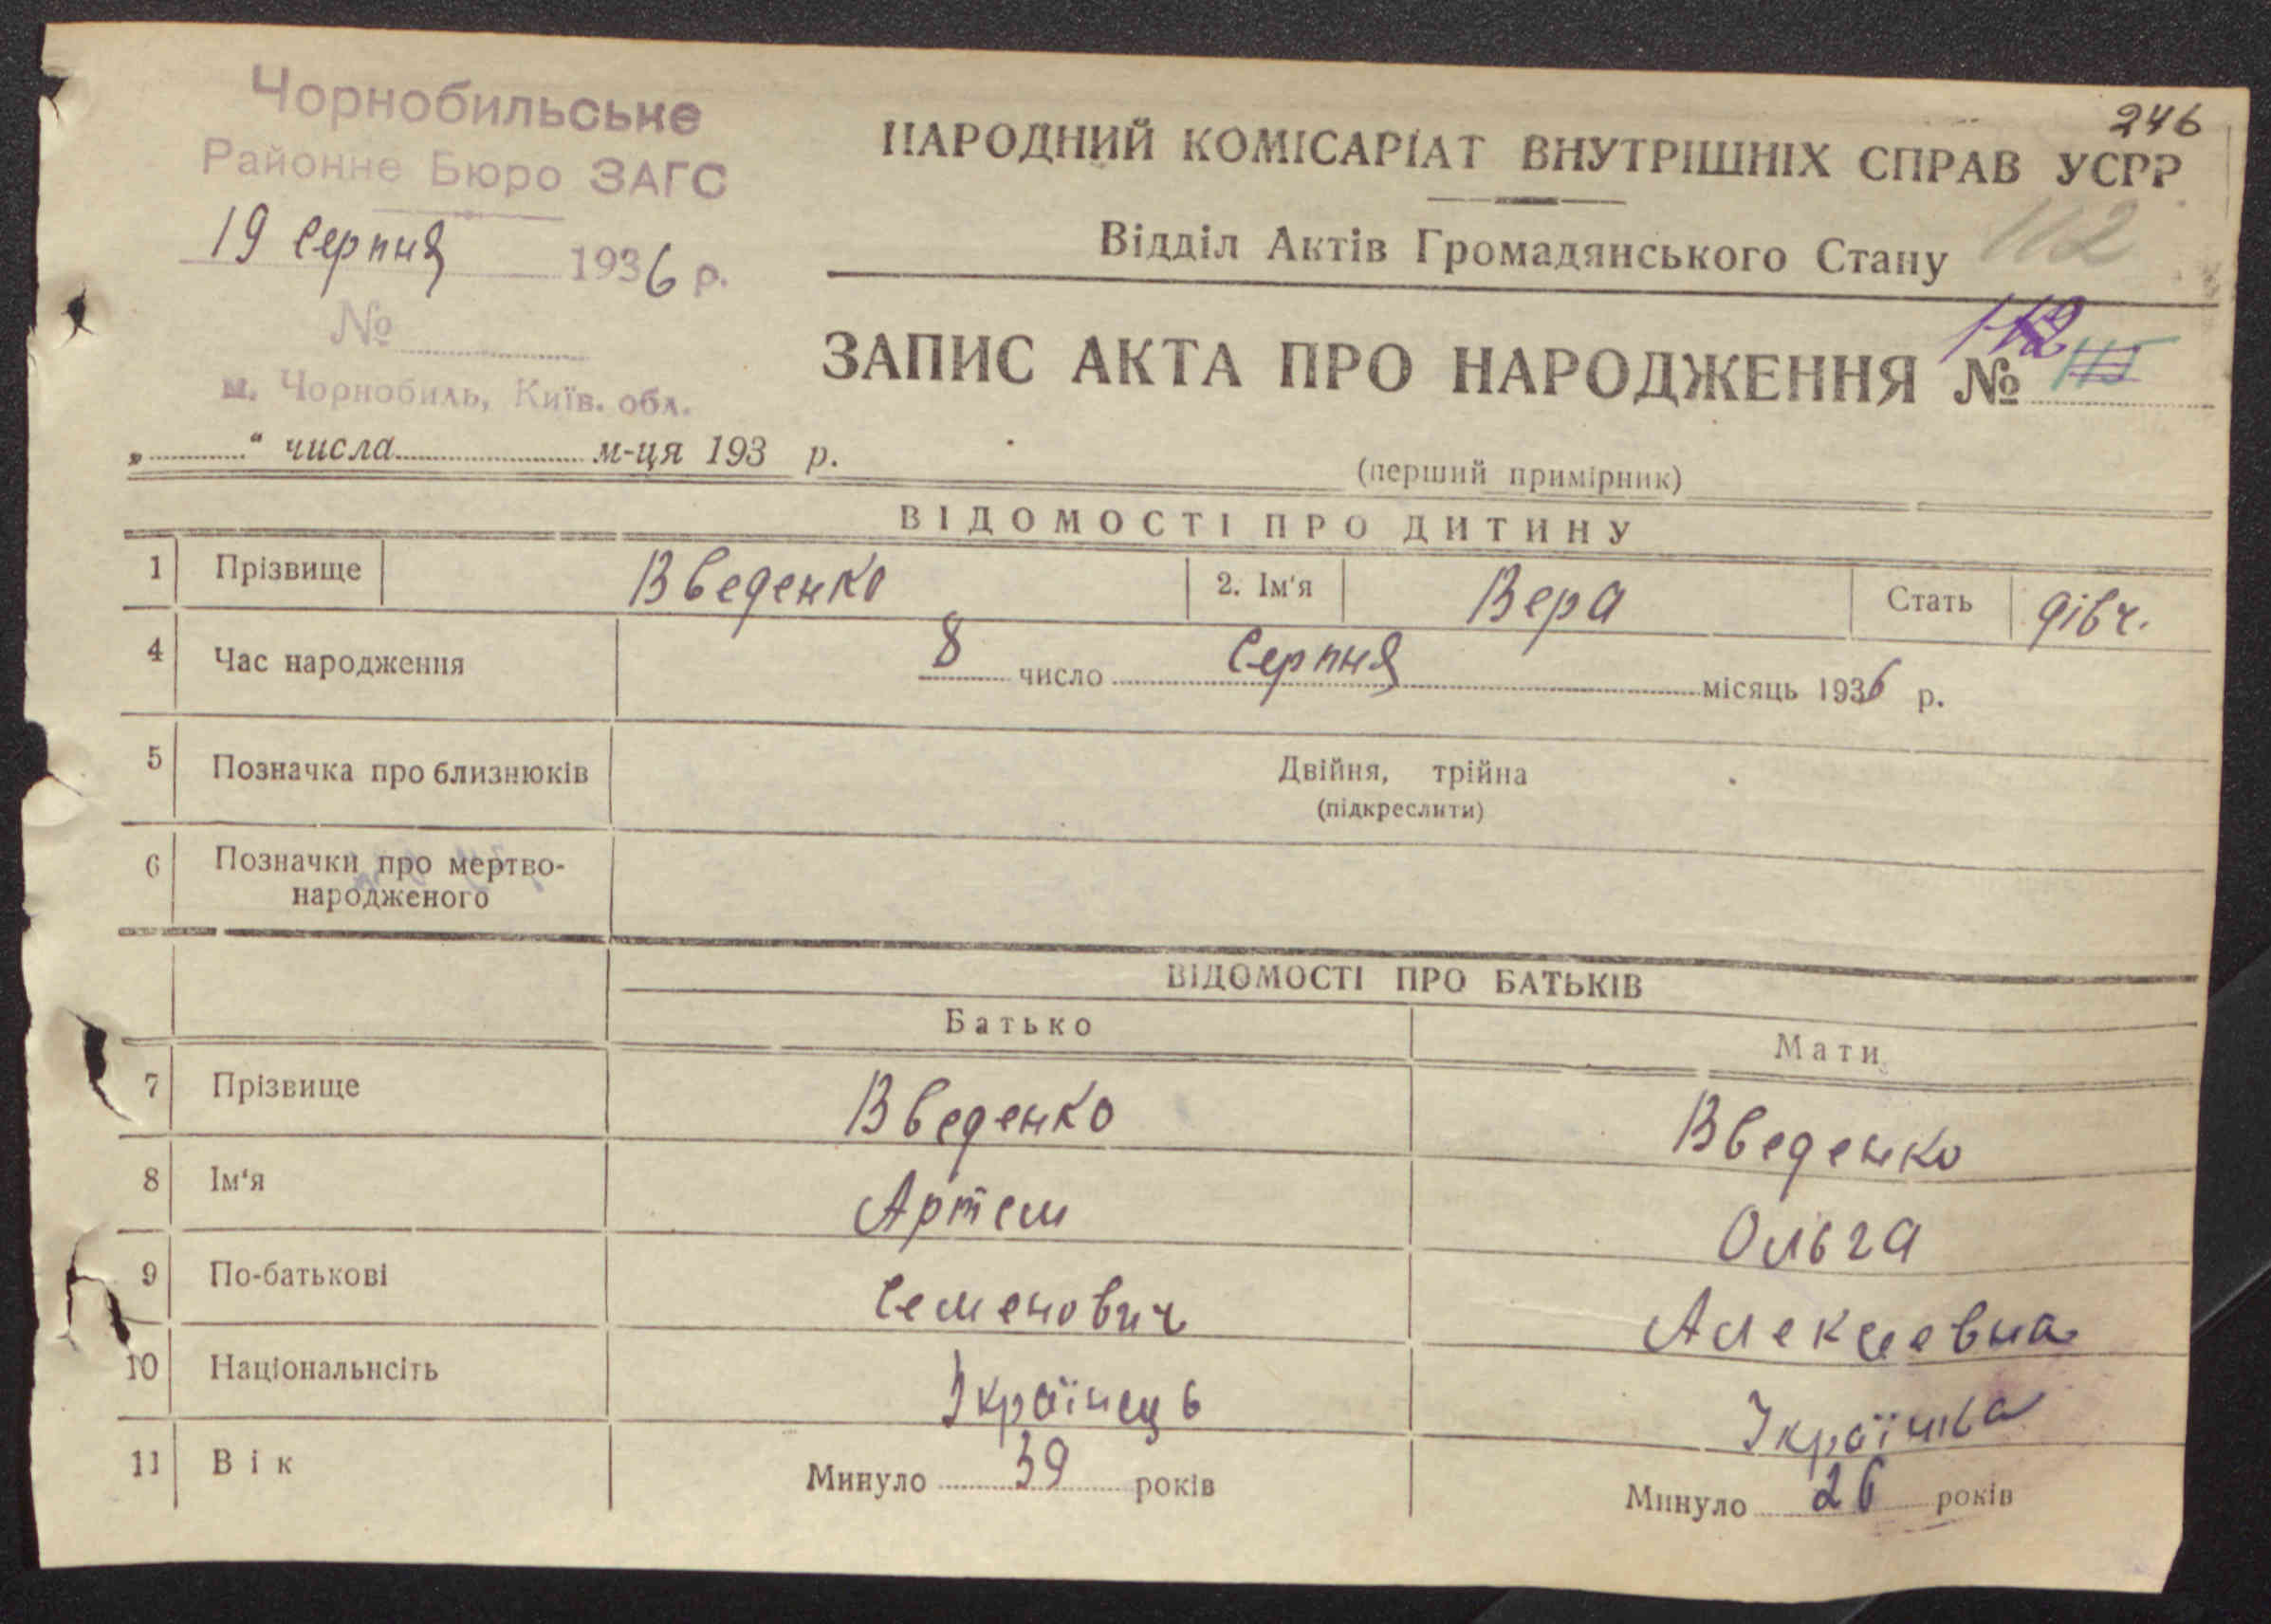 246
Чорнобильське
Районне Бюро ЗАГС
19 Серпня 1936 р.
№
м. Чорнобиль, Київ. обл.
НАРОДНИЙ КОМІСАРІАТ ВНУТРІШНІХ СПРАВ УСРР
Відділ Актів Громадянського Стану 112
ЗАПИС АКТА ПРО НАРОДЖЕННЯ № 112 115
„ “ числа м-ця 193 р.
(перший примірник)
ВІДОМОСТІ ПРО ДИТИНУ
1 Прізвище Введенко 2. Ім'я Вера Стать дівч.
4 Час народження 8 число Серпня місяць 1936 р.
5 Позначка про близнюків Двійня, трійна
(підкреслити)
6 Позначки про мертво-
народженого
ВІДОМОСТІ ПРО БАТЬКІВ
Батько Мати
7 Прізвище Введенко Введенко
8 Ім‘я Артем Ольга
9 По-батькові Семенович Алексеевна
10 Національнсіть Українець Українка
11 Вік Минуло 39 років Минуло 26 років